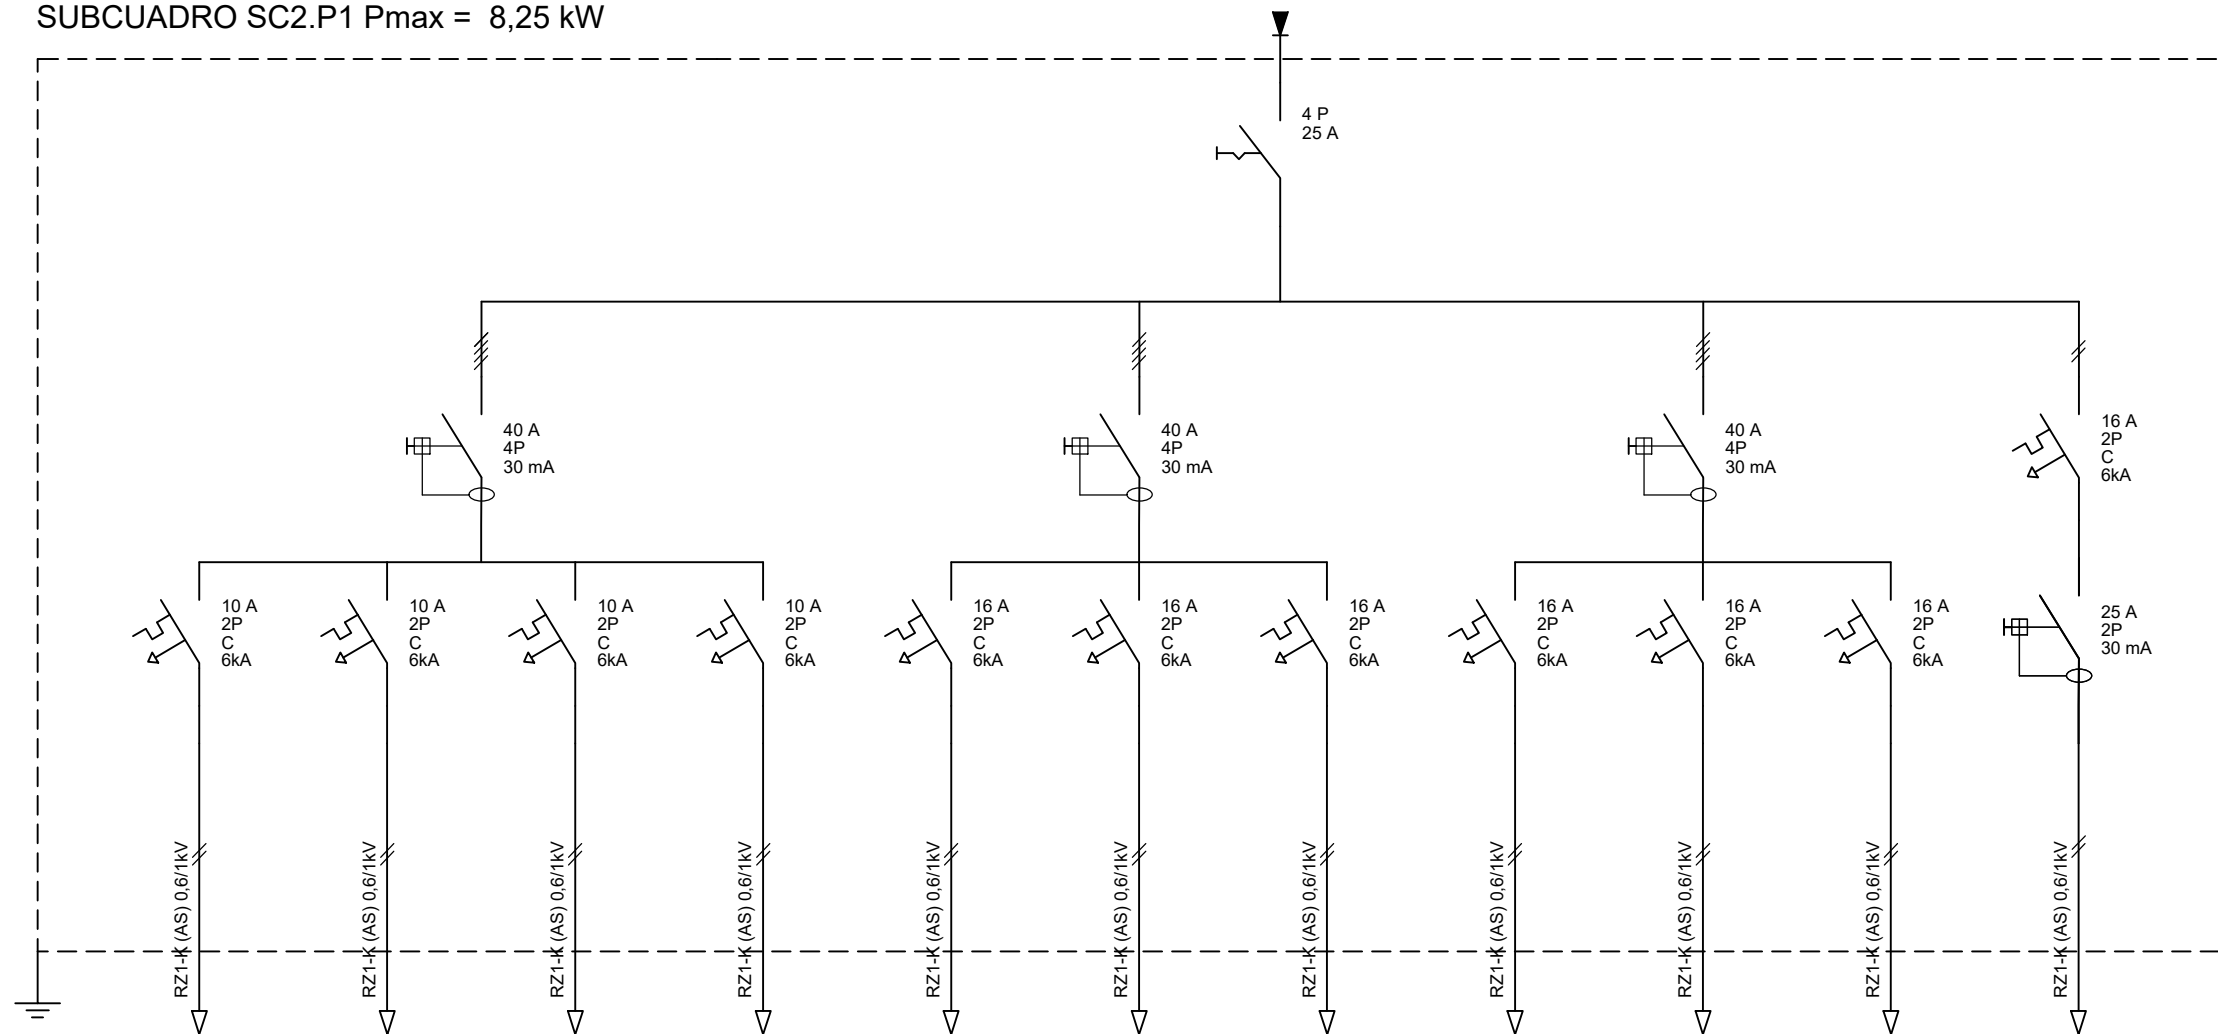 SUBCUADRO SC2.P1 Pmax =  8,25 kW
4 P
25 A
40 A
4P
30 mA
40 A
4P
30 mA
40 A
4P
30 mA
16 A
2P
C
6kA
10 A
2P
C
6kA
10 A
2P
C
6kA
10 A
2P
C
6kA
10 A
2P
C
6kA
16 A
2P
C
6kA
16 A
2P
C
6kA
16 A
2P
C
6kA
16 A
2P
C
6kA
16 A
2P
C
6kA
16 A
2P
C
6kA
25 A
2P
30 mA
RZ1-K (AS) 0,6/1kV
RZ1-K (AS) 0,6/1kV
RZ1-K (AS) 0,6/1kV
RZ1-K (AS) 0,6/1kV
RZ1-K (AS) 0,6/1kV
RZ1-K (AS) 0,6/1kV
RZ1-K (AS) 0,6/1kV
RZ1-K (AS) 0,6/1kV
RZ1-K (AS) 0,6/1kV
RZ1-K (AS) 0,6/1kV
RZ1-K (AS) 0,6/1kV